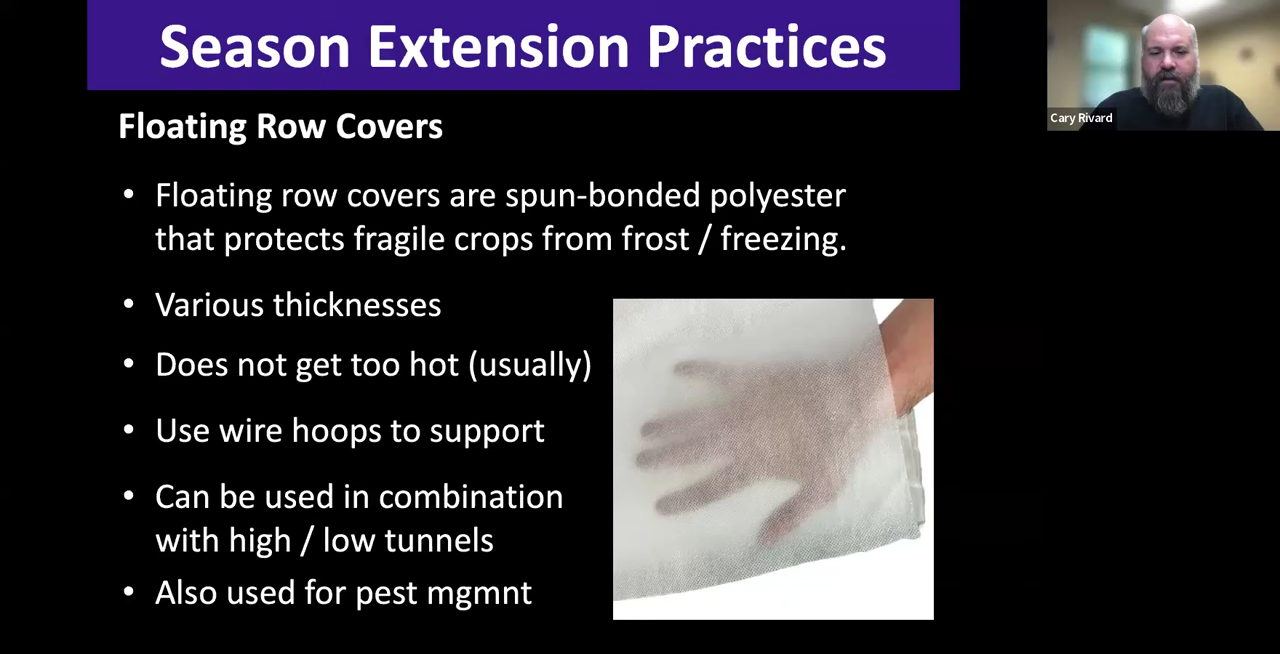 Season Extension Practices
Cary Rivard
Floating Row Covers
• Floating row covers are spun-bonded polyester
that protects fragile crops from frost / freezing.
• Various thicknesses
• Does not get too hot (usually)
• Use wire hoops to support
• Can be used in combination
with high / low tunnels
• Also used for pest mgmnt